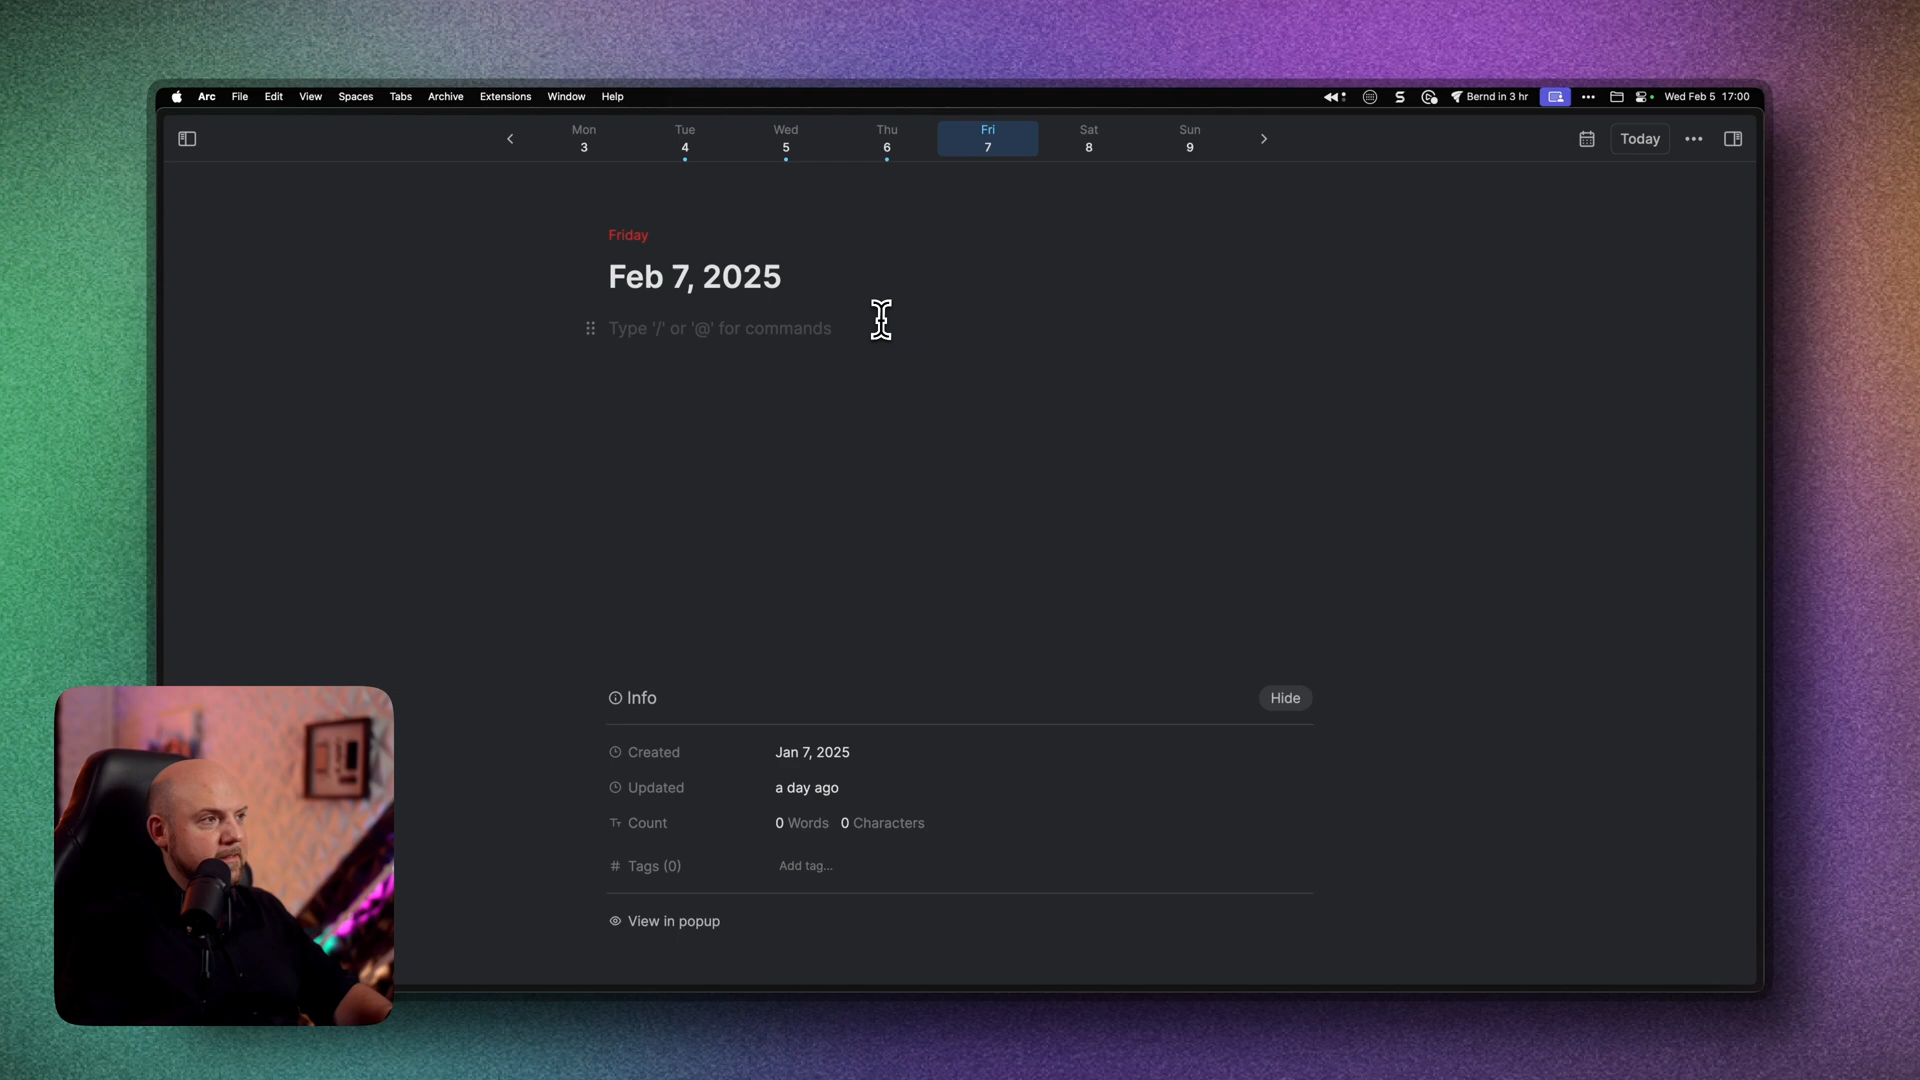 Arc File Edit View Spaces Tabs Archive Extensions Window Help Bernd in 3 hr Wed Feb 5 17:00
Mon Tue Wed Thu Fri Sat Sun
3 4 5 6 7 8 9
Today
Friday
Feb 7, 2025
Type '/' or '@' for commands
Info Hide
Created Jan 7, 2025
Updated a day ago
Count 0 Words 0 Characters
# Tags (0) Add tag...
View in popup